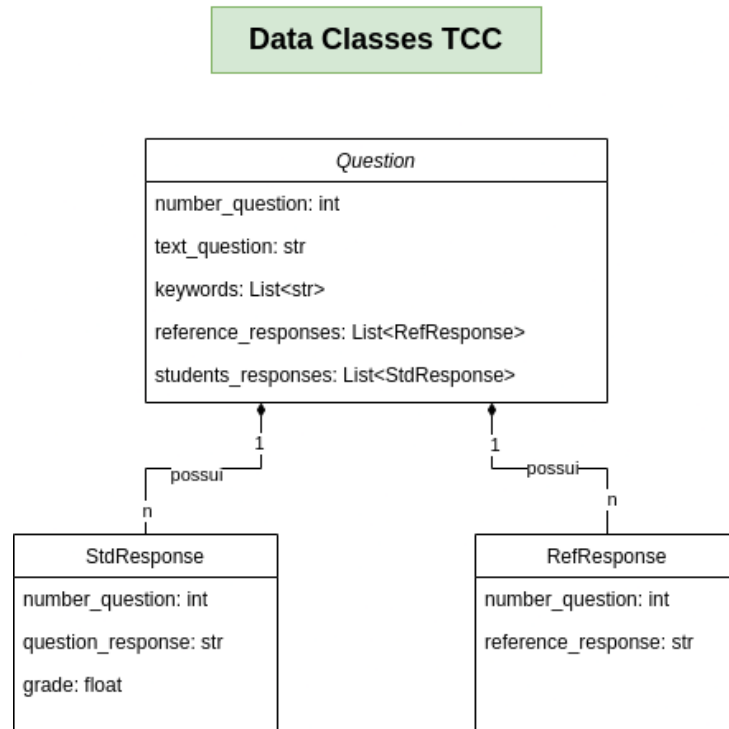 Data Classes TCC
Question
number_question: int
text_question: str
keywords: List<str>
reference_responses: List<RefResponse>
students_responses: List<StdResponse>
1
1
possui
possui
n
n
StdResponse
number_question: int
question_response: str
grade: float
RefResponse
number_question: int
reference_response: str